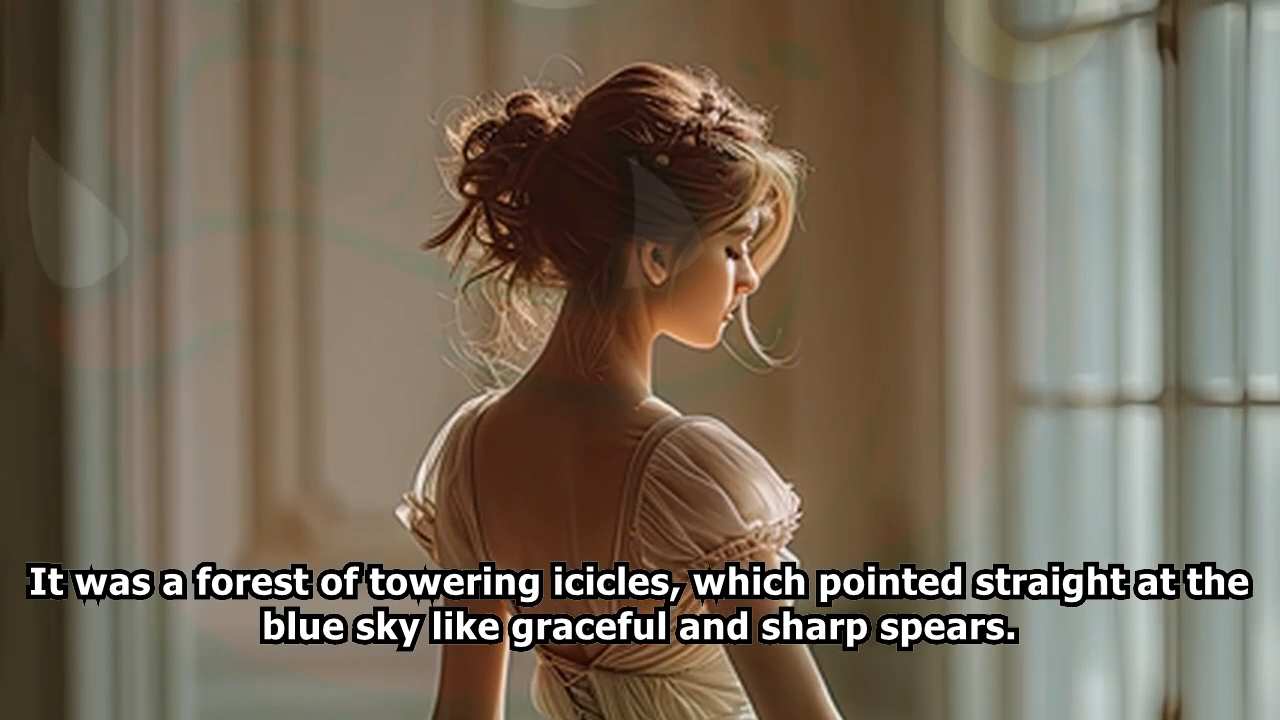 It was a forest of towering icicles, which pointed straight at the
blue sky like graceful and sharp spears.